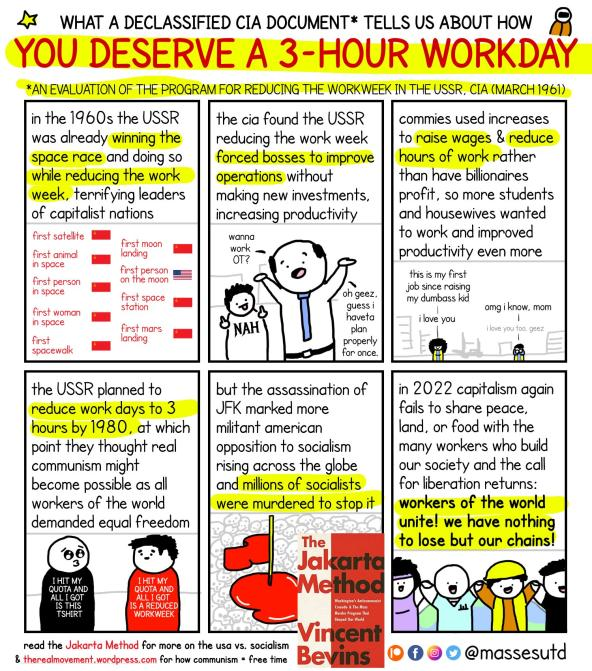 WHAT A DECLASSIFIED CIA DOCUMENT* TELLS US ABOUT HOW
YOU DESERVE A 3-HOUR WORKDAY
*AN EVALUATION OF THE PROGRAM FOR REDUCING THE WORKWEEK IN THE USSR, CIA (MARCH 1961)
in the 1960s the USSR
was already winning the
space race and doing so
while reducing the work
week, terrifying leaders
of capitalist nations
first satellite
first animal
in space
first person
in space
first woman
in space
first
spacewalk
first moon
landing
first person
on the moon
first space
station
first mars
landing
the cia found the USSR
reducing the work week
forced bosses to improve
operations without
making new investments,
increasing productivity
wanna
work
OT?
NAH
oh geez,
guess i
haveta
plan
properly
for once.
commies used increases
to raise wages & reduce
hours of work rather
than have billionaires
profit, so more students
and housewives wanted
to work and improved
productivity even more
this is my first
job since raising
my dumbass kid
i love you
omg i know, mom
i love you too, geez
the USSR planned to
reduce work days to 3
hours by 1980, at which
point they thought real
communism might
become possible as all
workers of the world
demanded equal freedom
I HIT MY
QUOTA AND
ALL I GOT
IS THIS
TSHIRT
I HIT MY
QUOTA AND
ALL I GOT
IS A REDUCED
WORKWEEK
but the assassination of
JFK marked more
militant american
opposition to socialism
rising across the globe
and millions of socialists
were murdered to stop it
The
Jakarta
Method
Washington's Anticommunist
Crusade & The Mass
Murder Program That
Shaped Our World
Vincent
Bevins
in 2022 capitalism again
fails to share peace,
land, or food with the
many workers who build
our society and the call
for liberation returns:
workers of the world
unite! we have nothing
to lose but our chains!
read the Jakarta Method for more on the usa vs. socialism
& therealmovement.wordpress.com for how communism = free time
@massesutd